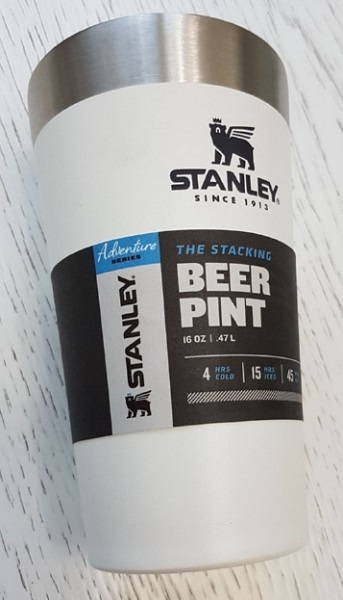 STANLEY®
SINCE 1913
Adventure
SERIES
STANLEY.
THE STACKING
BEER
PINT
16 OZ | .47 L
4 HRS COLD | 15 HRS ICED | 45